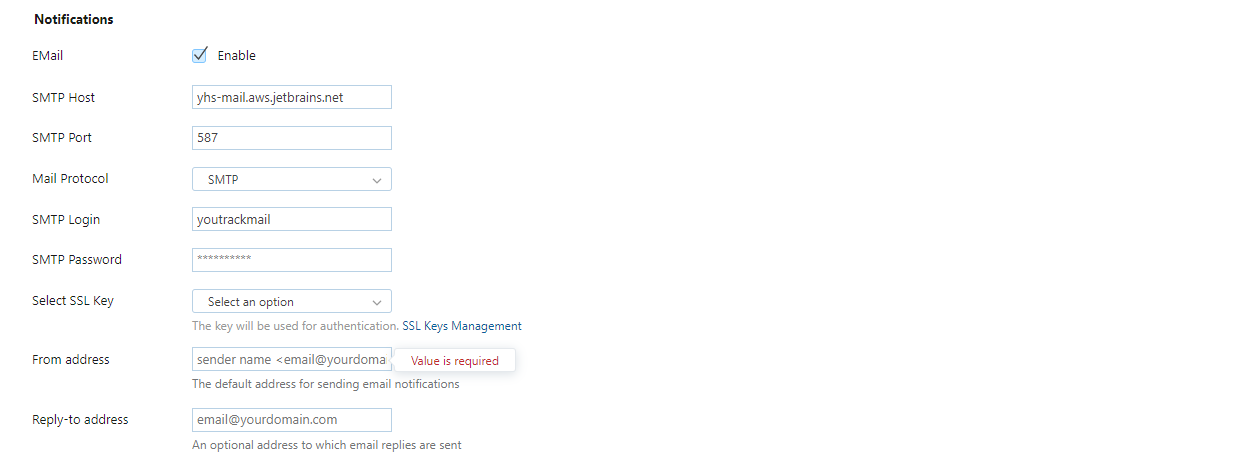 Notifications
EMail Enable
SMTP Host yhs-mail.aws.jetbrains.net
SMTP Port 587
Mail Protocol SMTP
SMTP Login youtrackmail
SMTP Password **********
Select SSL Key Select an option
The key will be used for authentication. SSL Keys Management
From address sender name <email@yourdoma Value is required
The default address for sending email notifications
Reply-to address email@yourdomain.com
An optional address to which email replies are sent